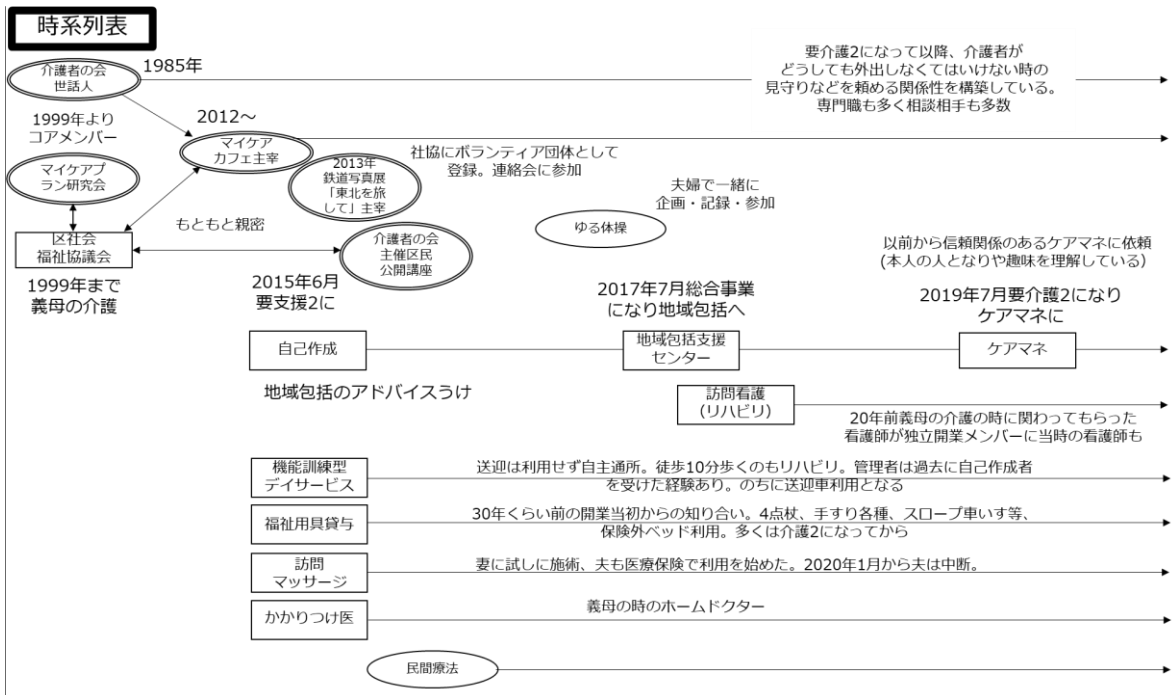 時系列表
介護者の会
世話人
1985年
要介護2になって以降、介護者が
どうしても外出しなくてはいけない時の
見守りなどを頼める関係性を構築している。
専門職も多く相談相手も多数
1999年より
コアメンバー
2012～
マイケア
カフェ主宰
社協にボランティア団体として
登録。連絡会に参加
マイケアプ
ラン研究会
2013年
鉄道写真展
「東北を旅
して」主宰
夫婦で一緒に
企画・記録・参加
もともと親密
ゆる体操
区社会
福祉協議会
介護者の会
主催区民
公開講座
以前から信頼関係のあるケアマネに依頼
(本人の人となりや趣味を理解している)
1999年まで
義母の介護
2015年6月
要支援2に
2017年7月総合事業
になり地域包括へ
2019年7月要介護2になり
ケアマネに
自己作成
地域包括支援
センター
ケアマネ
地域包括のアドバイスうけ
訪問看護
(リハビリ)
20年前義母の介護の時に関わってもらった
看護師が独立開業メンバーに当時の看護師も
機能訓練型
デイサービス
送迎は利用せず自主通所。徒歩10分歩くのもリハビリ。管理者は過去に自己作成者
を受けた経験あり。のちに送迎車利用となる
福祉用具貸与
30年くらい前の開業当初からの知り合い。4点杖、手すり各種、スロープ車いす等、
保険外ベッド利用。多くは介護2になってから
訪問
マッサージ
妻に試しに施術、夫も医療保険で利用を始めた。2020年1月から夫は中断。
かかりつけ医
義母の時のホームドクター
民間療法